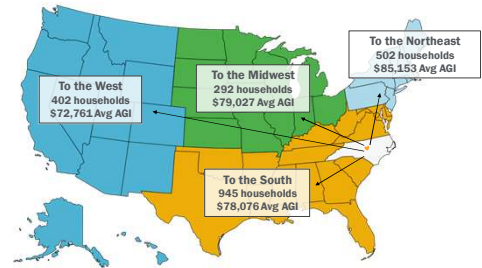 To the Northeast
502 households
$85,153 Avg AGI
To the Midwest
292 households
$79,027 Avg AGI
To the West
402 households
$72,761 Avg AGI
To the South
945 households
$78,076 Avg AGI